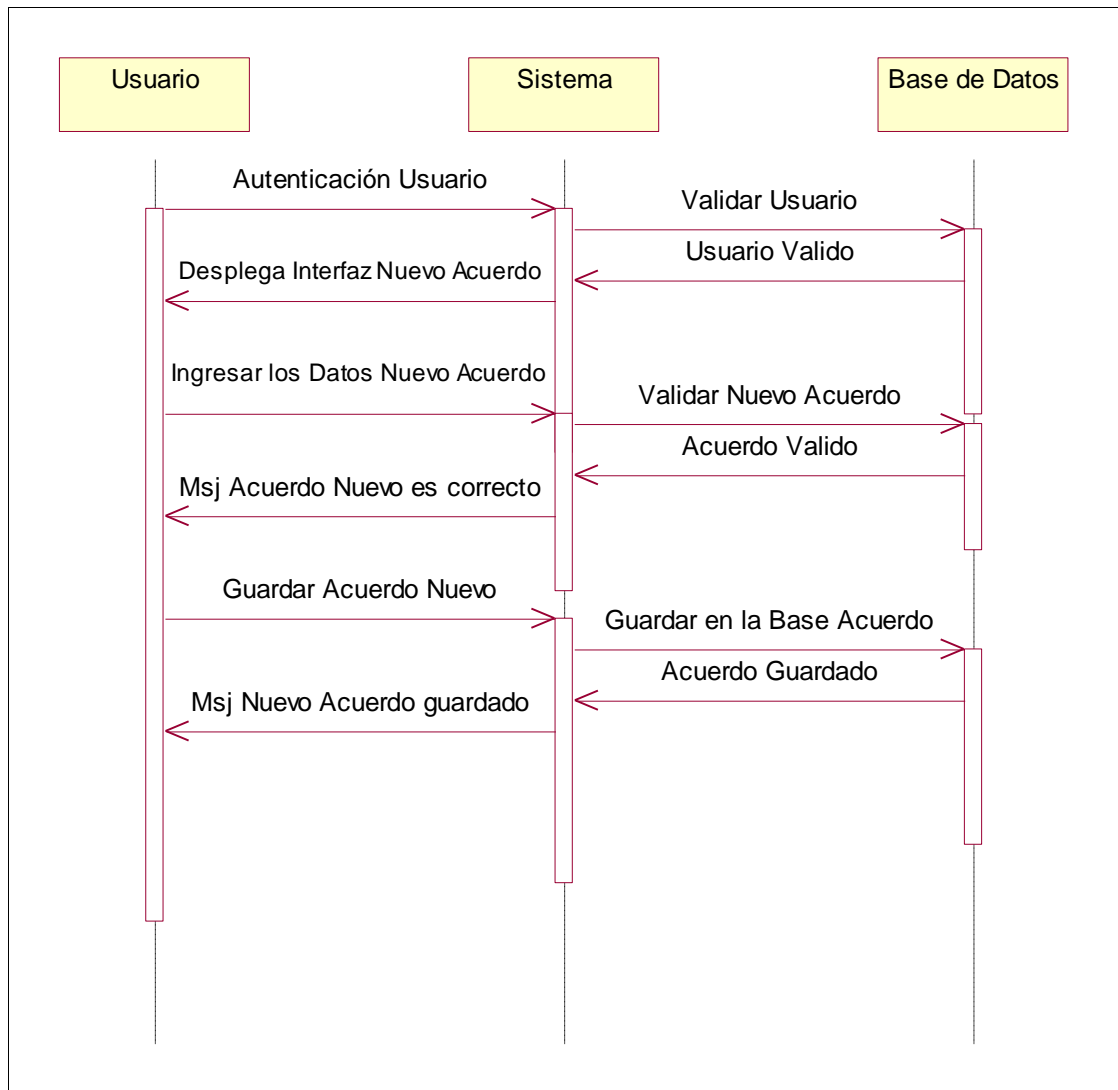 Usuario
Sistema
Base de Datos
Autenticación Usuario
Validar Usuario
Usuario Valido
Desplega Interfaz Nuevo Acuerdo
Ingresar los Datos Nuevo Acuerdo
Validar Nuevo Acuerdo
Acuerdo Valido
Msj Acuerdo Nuevo es correcto
Guardar Acuerdo Nuevo
Guardar en la Base Acuerdo
Acuerdo Guardado
Msj Nuevo Acuerdo guardado